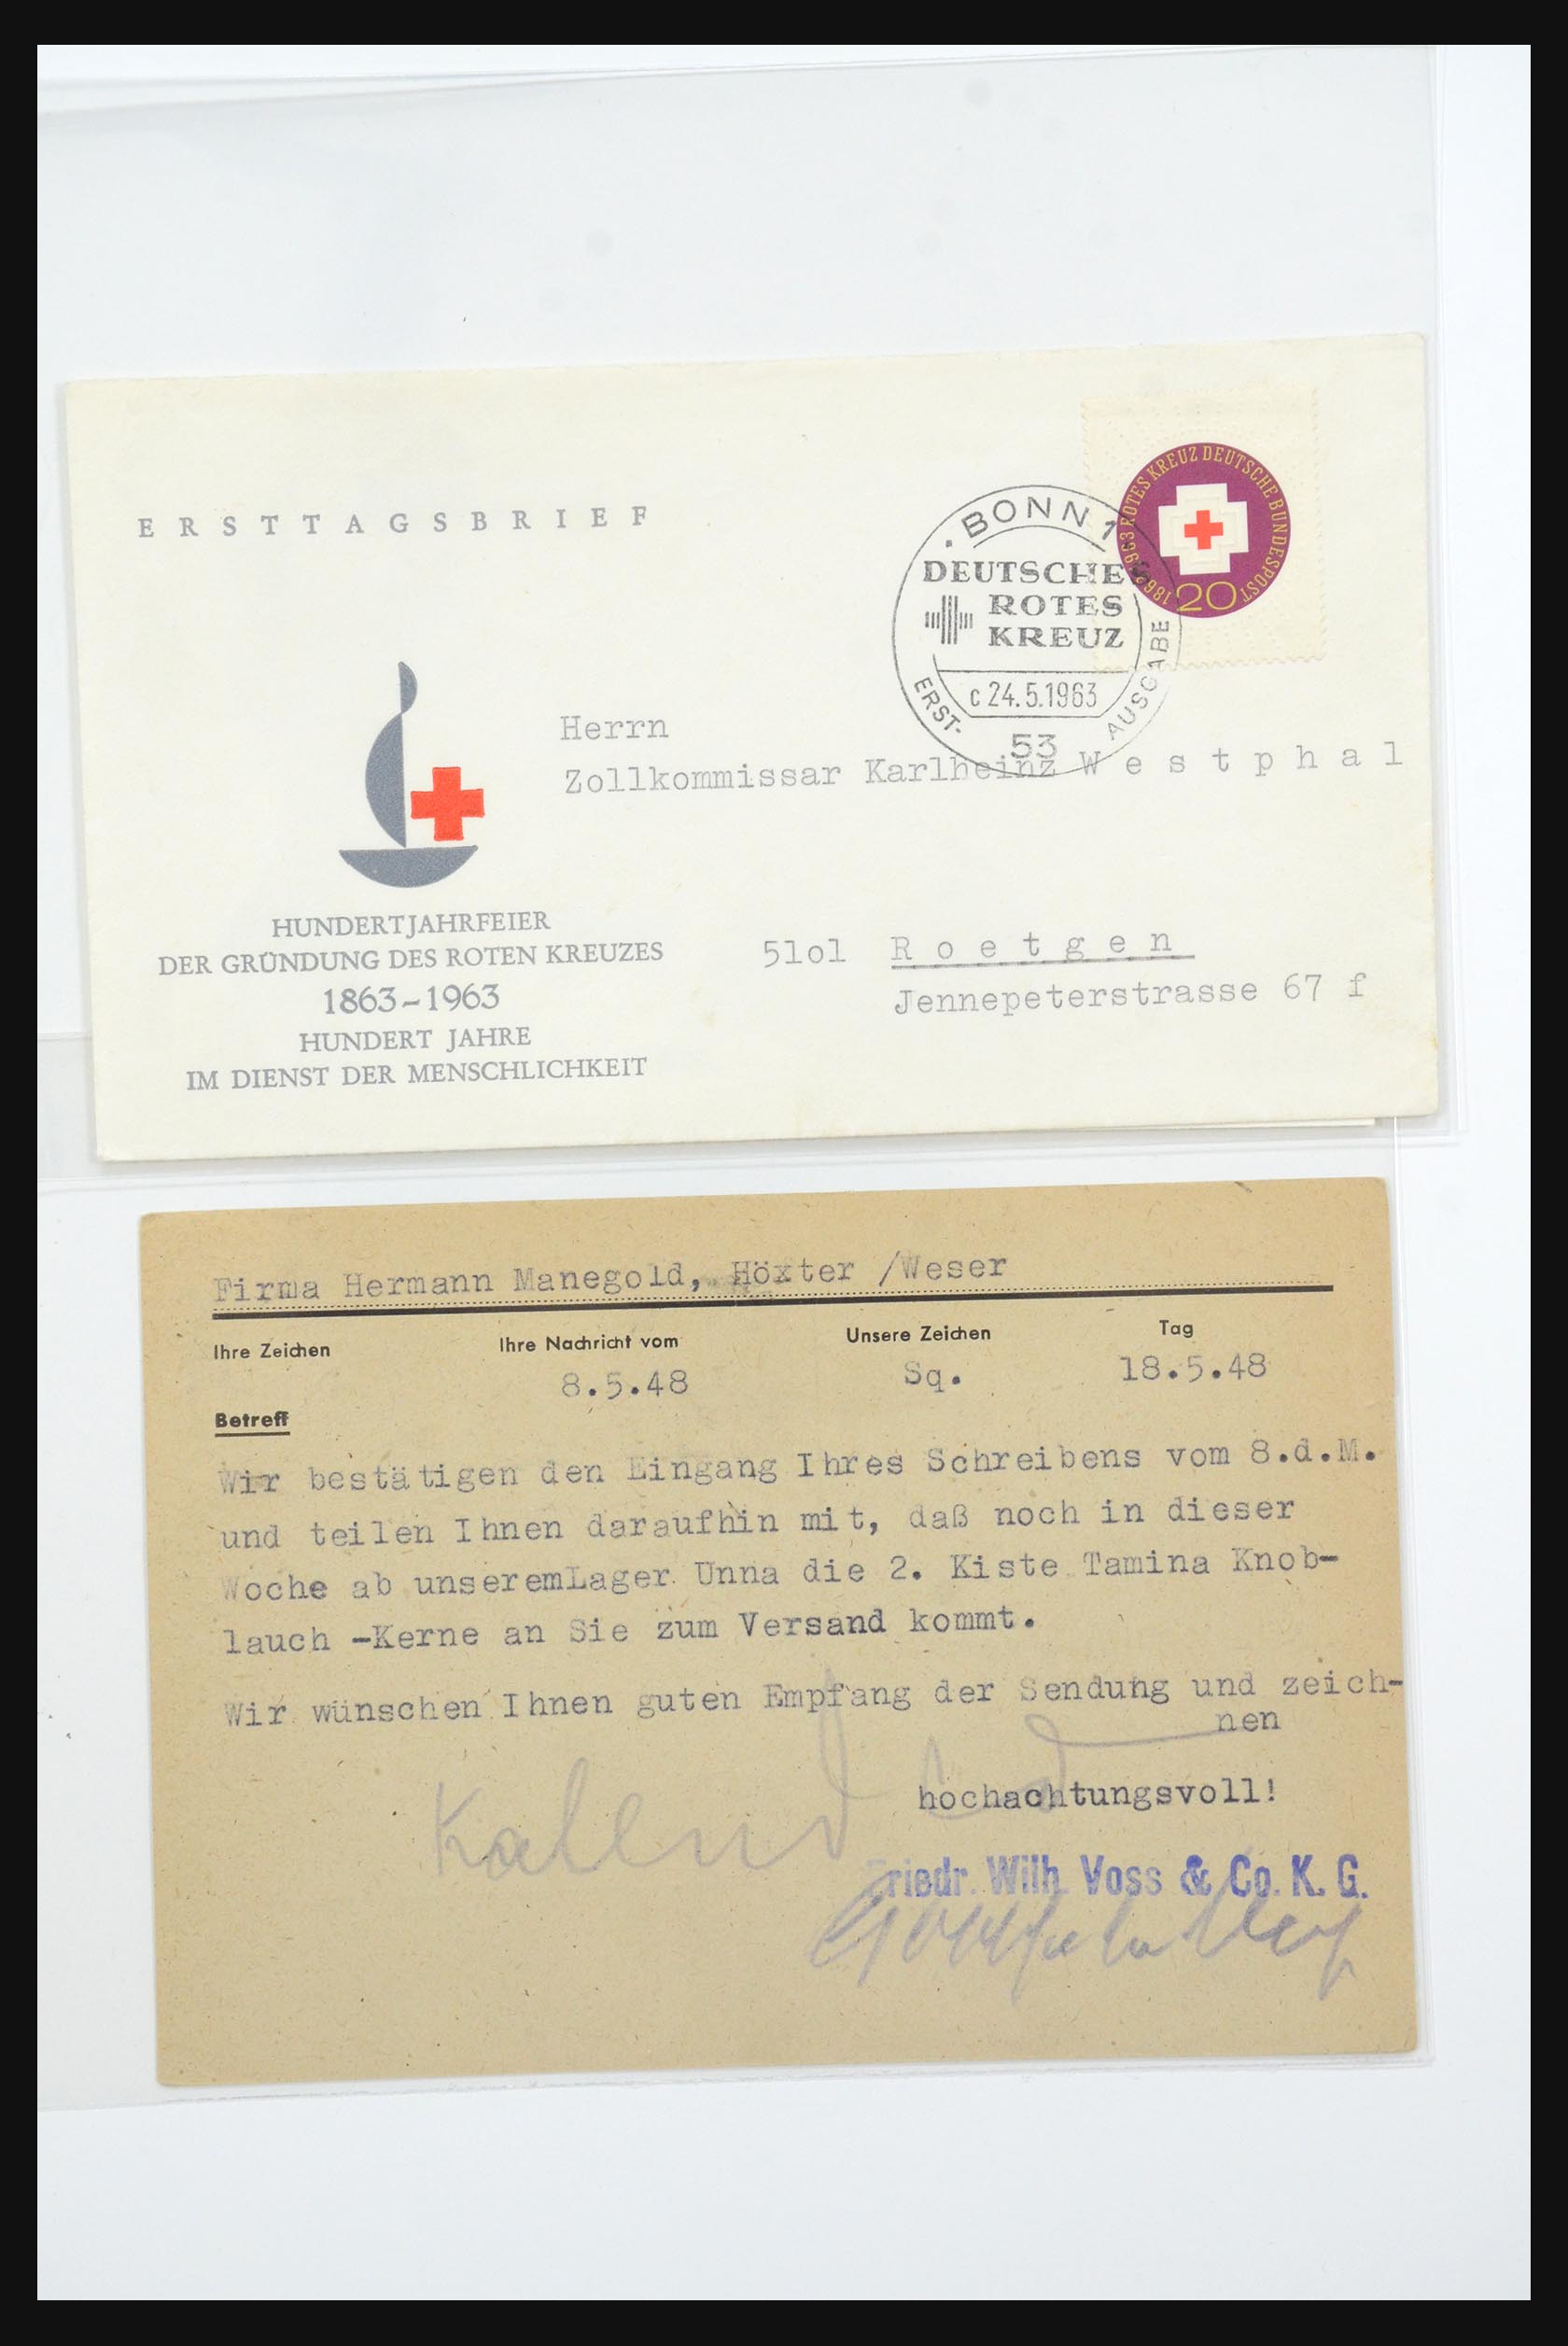 ERSTTAGSBRIEF
ROTES KREUZ DEUTSCHE BUNDESPOST
1863 1963
20
BONN 1
DEUTSCHES
ROTES
KREUZ
c 24.5.1963
ERST-
AUSGABE
53
Herrn
Zollkommissar Karlheinz W e s t p h a l
51o1 R o e t g e n
Jennepeterstrasse 67 f
HUNDERTJAHRFEIER
DER GRÜNDUNG DES ROTEN KREUZES
1863-1963
HUNDERT JAHRE
IM DIENST DER MENSCHLICHKEIT
Firma Hermann Manegold, Höxter /Weser
Ihre Zeichen Ihre Nachricht vom Unsere Zeichen Tag
8.5.48 Sq. 18.5.48
Betreff
Wir bestätigen den Eingang Ihres Schreibens vom 8.d.M.
und teilen Ihnen daraufhin mit, daß noch in dieser
Woche ab unseremLager Unna die 2. Kiste Tamina Knob-
lauch -Kerne an Sie zum Versand kommt.
Wir wünschen Ihnen guten Empfang der Sendung und zeich-
nen
hochachtungsvoll!
Friedr. Wilh. Voss & Co. K. G.